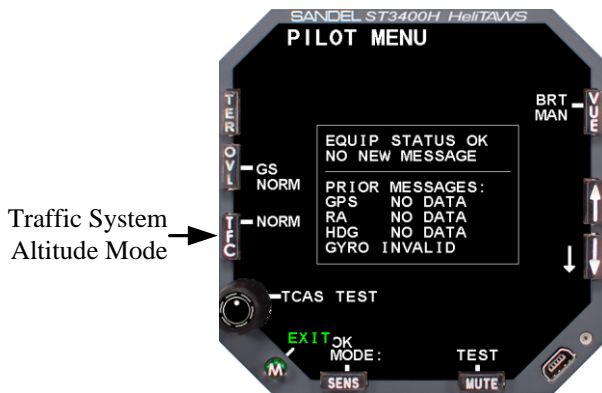 SANDEL ST3400H HeliTAWS
PILOT MENU
TER
BRT
MAN
VUE
EQUIP STATUS OK
NO NEW MESSAGE
OVL
GS
NORM
PRIOR MESSAGES:
GPS NO DATA
RA NO DATA
HDG NO DATA
GYRO INVALID
TFC
NORM
Traffic System
Altitude Mode
TCAS TEST
EXIT
MODE:
TEST
M
SENS
MUTE